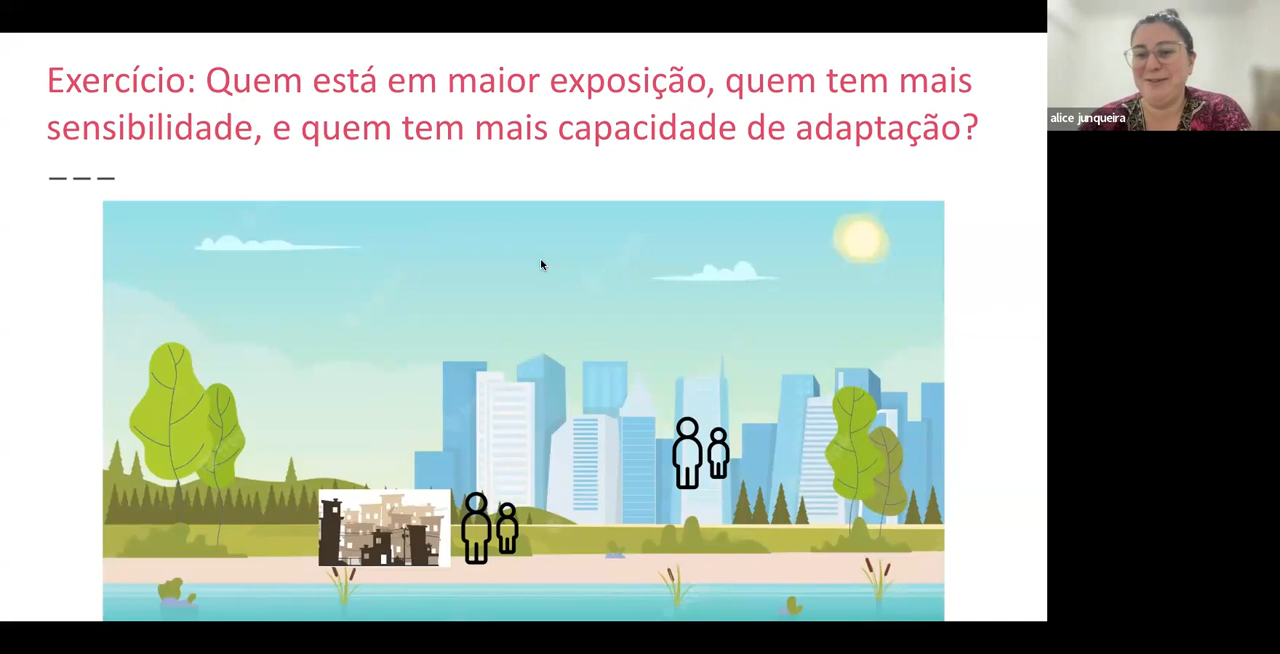 Exercício: Quem está em maior exposição, quem tem mais
sensibilidade, e quem tem mais capacidade de adaptação?
alice junqueira